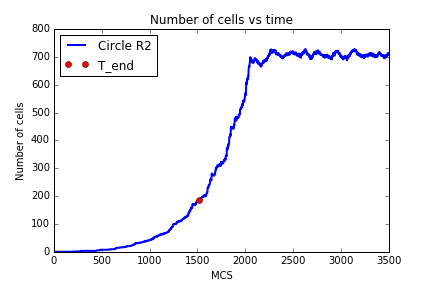 Number of cells vs time
800
700
600
500
400
300
200
100
0
Number of cells
Circle R2
T_end
0 500 1000 1500 2000 2500 3000 3500
MCS